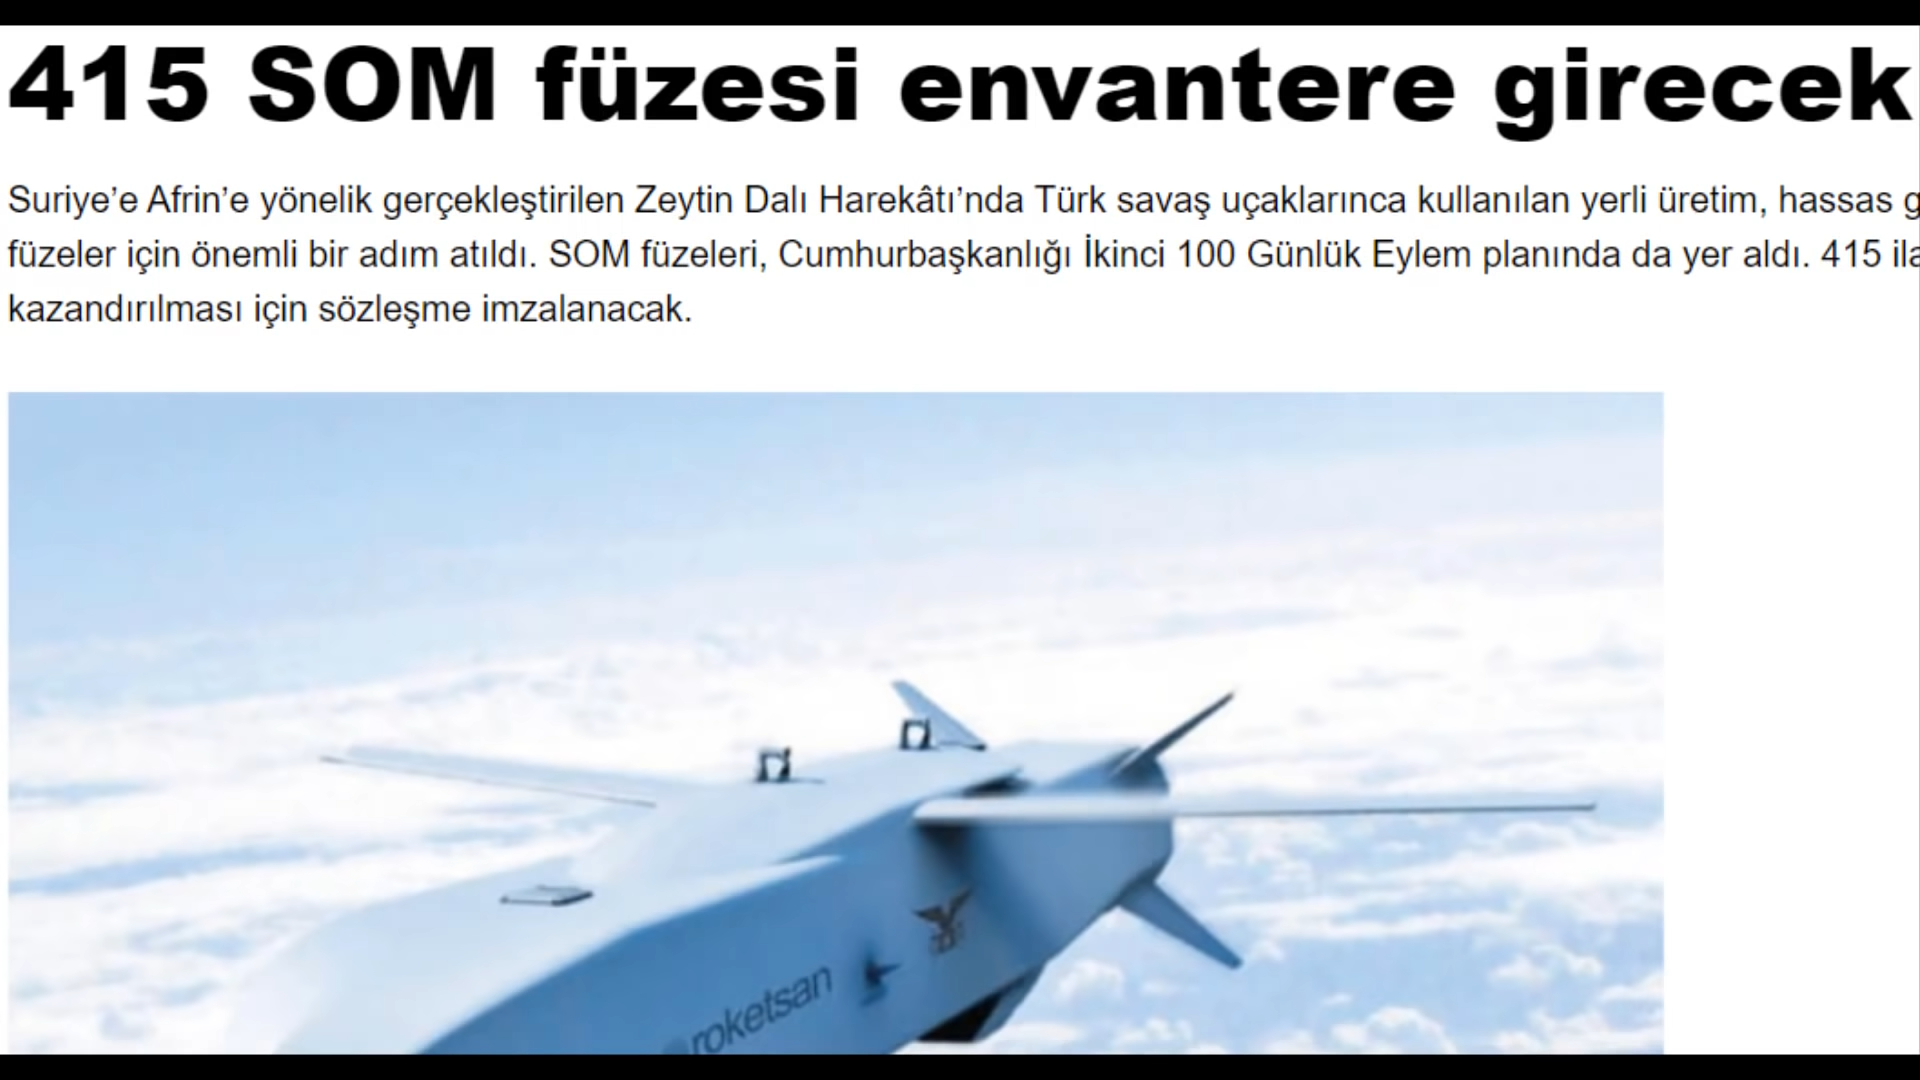 415 SOM füzesi envantere girecek
Suriye’e Afrin’e yönelik gerçekleştirilen Zeytin Dalı Harekâtı’nda Türk savaş uçaklarınca kullanılan yerli üretim, hassas
füzeler için önemli bir adım atıldı. SOM füzeleri, Cumhurbaşkanlığı İkinci 100 Günlük Eylem planında da yer aldı. 415
kazandırılması için sözleşme imzalanacak.
roketsan